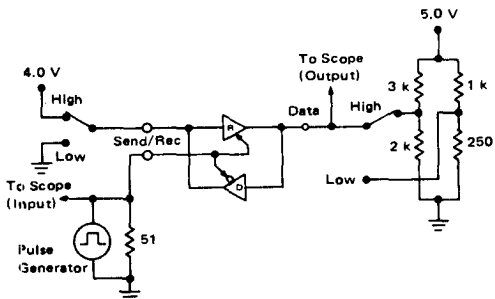 5.0 V
4.0 V
To Scope
(Output)
3 k
1 k
High
Data
High
R
Send/Rec
2 k
250
Low
D
Low
To Scope
(Input)
51
Pulse
Generator